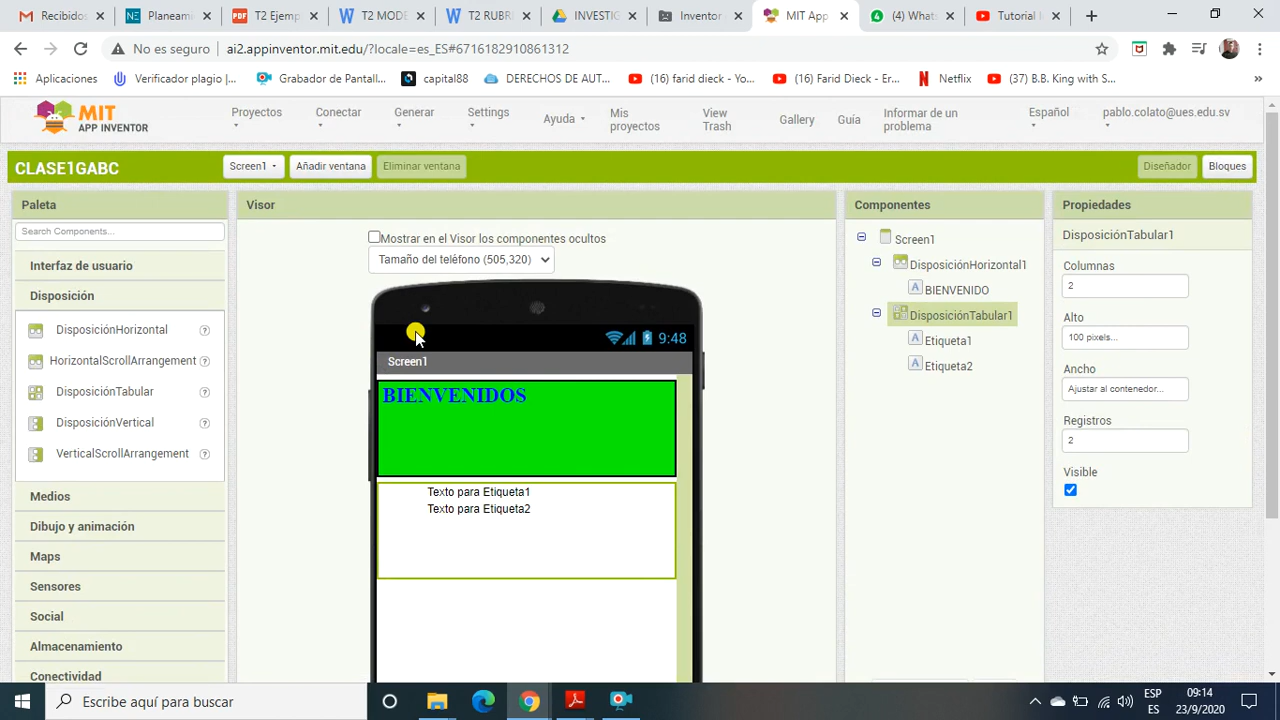 Recibidos
Planeam
T2 Ejemp
T2 MODE
T2 RUBRI
INVESTIG
Inventor
MIT App
(4) Whats
Tutorial In
No es seguro
ai2.appinventor.mit.edu/?locale=es_ES#6716182910861312
Aplicaciones
Verificador plagio |...
Grabador de Pantall...
capital88
DERECHOS DE AUT...
(16) farid dieck - Yo...
(16) Farid Dieck - Er...
Netflix
(37) B.B. King with S...
»
MIT
APP INVENTOR
Proyectos
Conectar
Generar
Settings
Ayuda
Mis
proyectos
View
Trash
Gallery
Guía
Informar de un
problema
Español
pablo.colato@ues.edu.sv
CLASE1GABC
Screen1
Añadir ventana
Eliminar ventana
Diseñador
Bloques
Paleta
Search Components...
Interfaz de usuario
Disposición
DisposiciónHorizontal
HorizontalScrollArrangement
DisposiciónTabular
DisposiciónVertical
VerticalScrollArrangement
Medios
Dibujo y animación
Maps
Sensores
Social
Almacenamiento
Conectividad
Visor
Mostrar en el Visor los componentes ocultos
Tamaño del teléfono (505,320)
9:48
Screen1
BIENVENIDOS
Texto para Etiqueta1
Texto para Etiqueta2
Componentes
Screen1
DisposiciónHorizontal1
BIENVENIDO
DisposiciónTabular1
Etiqueta1
Etiqueta2
Propiedades
DisposiciónTabular1
Columnas
2
Alto
100 pixels...
Ancho
Ajustar al contenedor...
Registros
2
Visible
Escribe aquí para buscar
ESP
ES
09:14
23/9/2020